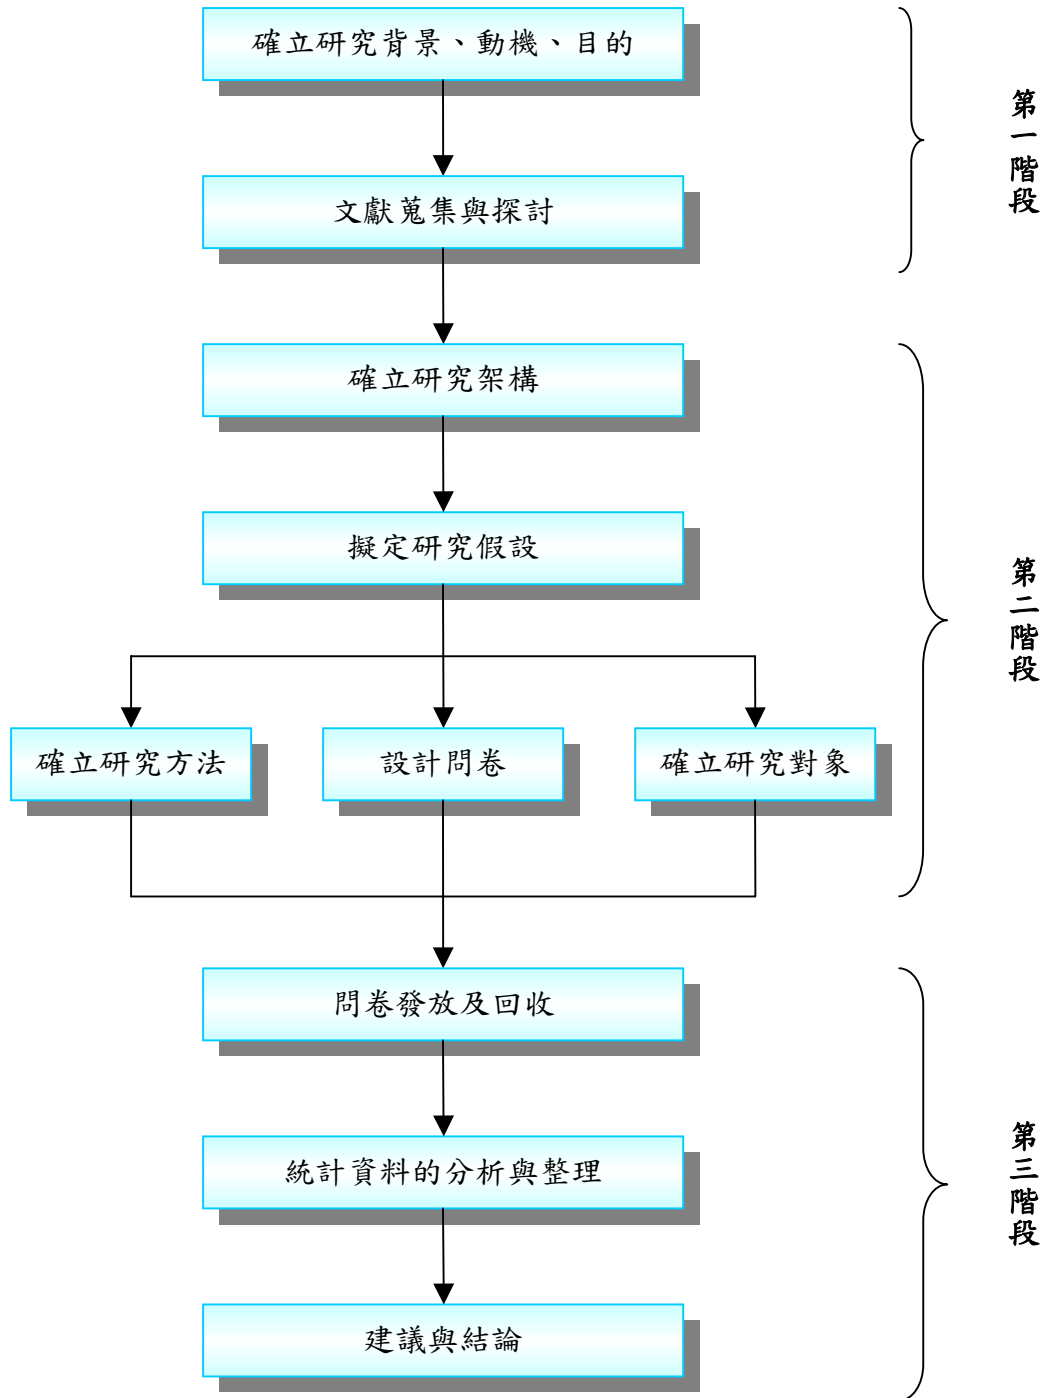 確立研究背景、動機、目的
文獻蒐集與探討
第一階段
確立研究架構
擬定研究假設
確立研究方法
設計問卷
確立研究對象
第二階段
問卷發放及回收
統計資料的分析與整理
建議與結論
第三階段